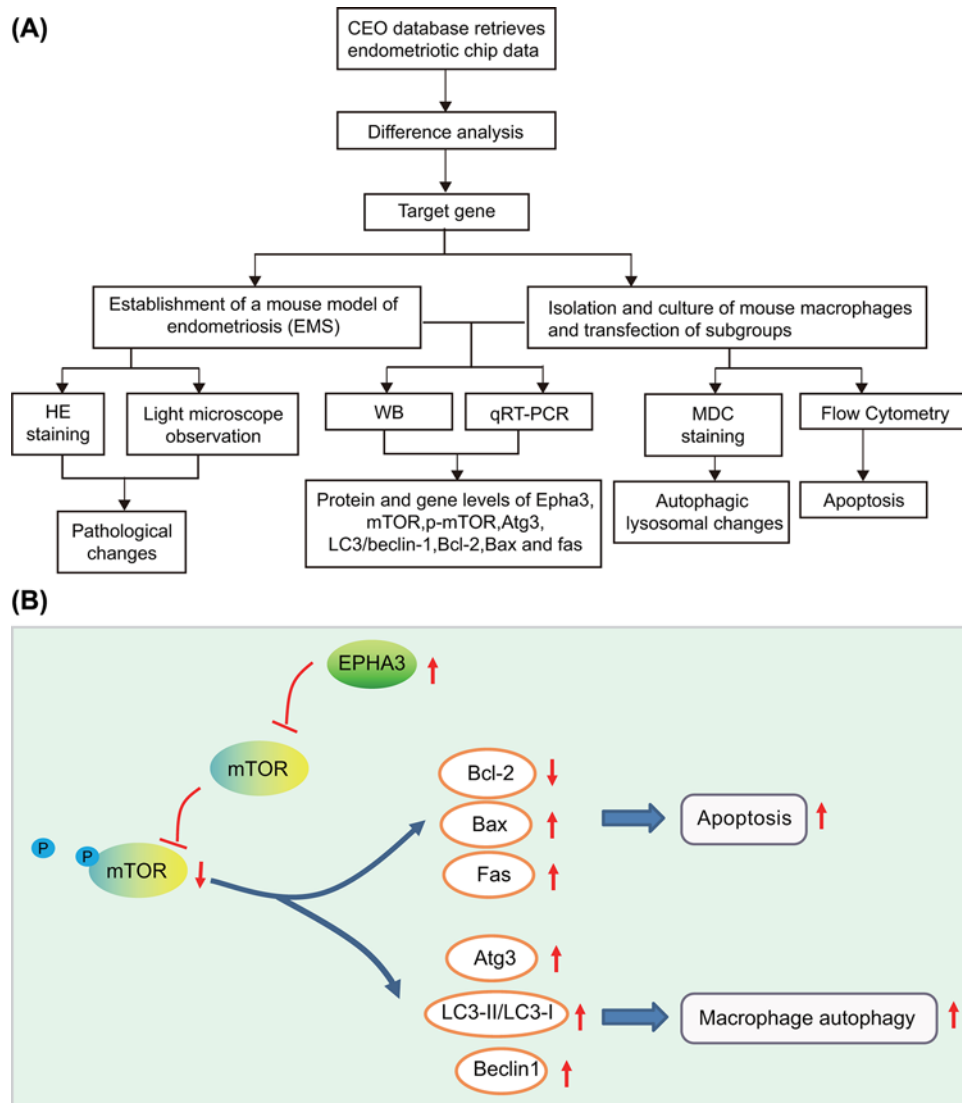 (A)
CEO database retrieves
endometriotic chip data
Difference analysis
Target gene
Establishment of a mouse model of
endometriosis (EMS)
Isolation and culture of mouse macrophages
and transfection of subgroups
HE
staining
Light microscope
observation
WB
qRT-PCR
MDC
staining
Flow Cytometry
Pathological
changes
Protein and gene levels of Epha3,
mTOR,p-mTOR,Atg3,
LC3/beclin-1,Bcl-2,Bax and fas
Autophagic
lysosomal changes
Apoptosis
(B)
EPHA3
mTOR
P
P
mTOR
Bcl-2
Bax
Fas
Apoptosis
Atg3
LC3-II/LC3-I
Beclin1
Macrophage autophagy